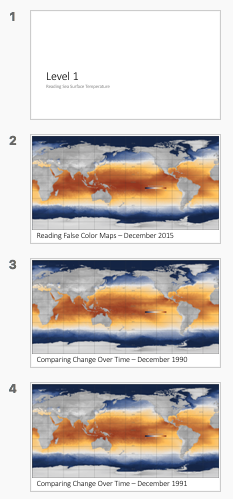 1
Level 1
Reading Sea Surface Temperature
2
Reading False Color Maps – December 2015
3
Comparing Change Over Time – December 1990
4
Comparing Change Over Time – December 1991